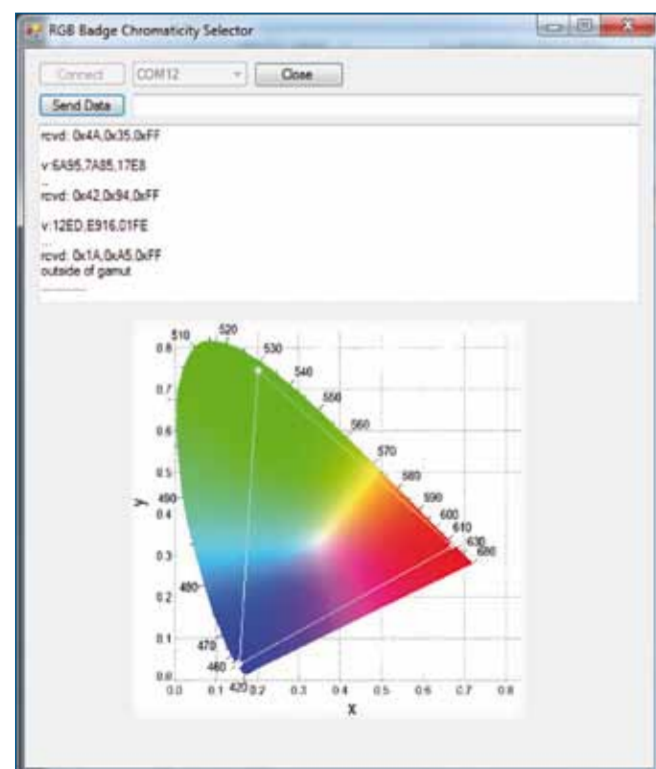 RGB Badge Chromaticity Selector
Connect COM12 Close
Send Data
rcvd: 0x4A,0x35,0xFF
v:6A95,7A85,17E8
...
rcvd: 0x42,0x94,0xFF
v:12ED,E916,01FE
...
rcvd: 0x1A,0xA5,0xFF
outside of gamut
510 520 530 540 550 560 570 580 590 600 610 630 680
490 480 470 460 420
0.8
0.7
0.6
0.5
0.4
0.3
0.2
0.1
0.0
y
0.0 0.1 0.2 0.3 0.4 0.5 0.6 0.7 0.8
x